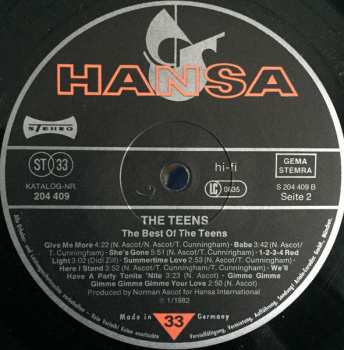 HANSA
STEREO
ST 33
KATALOG-NR.
204 409
hi-fi
LC 0835
GEMA
STEMRA
S 204 409 B
Seite 2
THE TEENS
The Best Of The Teens
Give Me More 4:22 (N. Ascot/N. Ascot/T. Cunningham) · Babe 3:42 (N. Ascot/
T. Cunningham) · She's Gone 5:51 (N. Ascot/T. Cunningham) · 1-2-3-4 Red
Light 3:02 (Did Zill) · Summertime Love 2:53 (N. Ascot/T. Cunningham)
Here I Stand 3:52 (N. Ascot/T. Cunningham/T. Cunningham) · We'll
Have A Party Tonite 'Nite 3:23 (N. Ascot) · Gimme Gimme
Gimme Gimme Gimme Your Love 2:50 (N. Ascot)
Produced by Norman Ascot for Hansa International
℗ 1/1982
Made in Germany
33